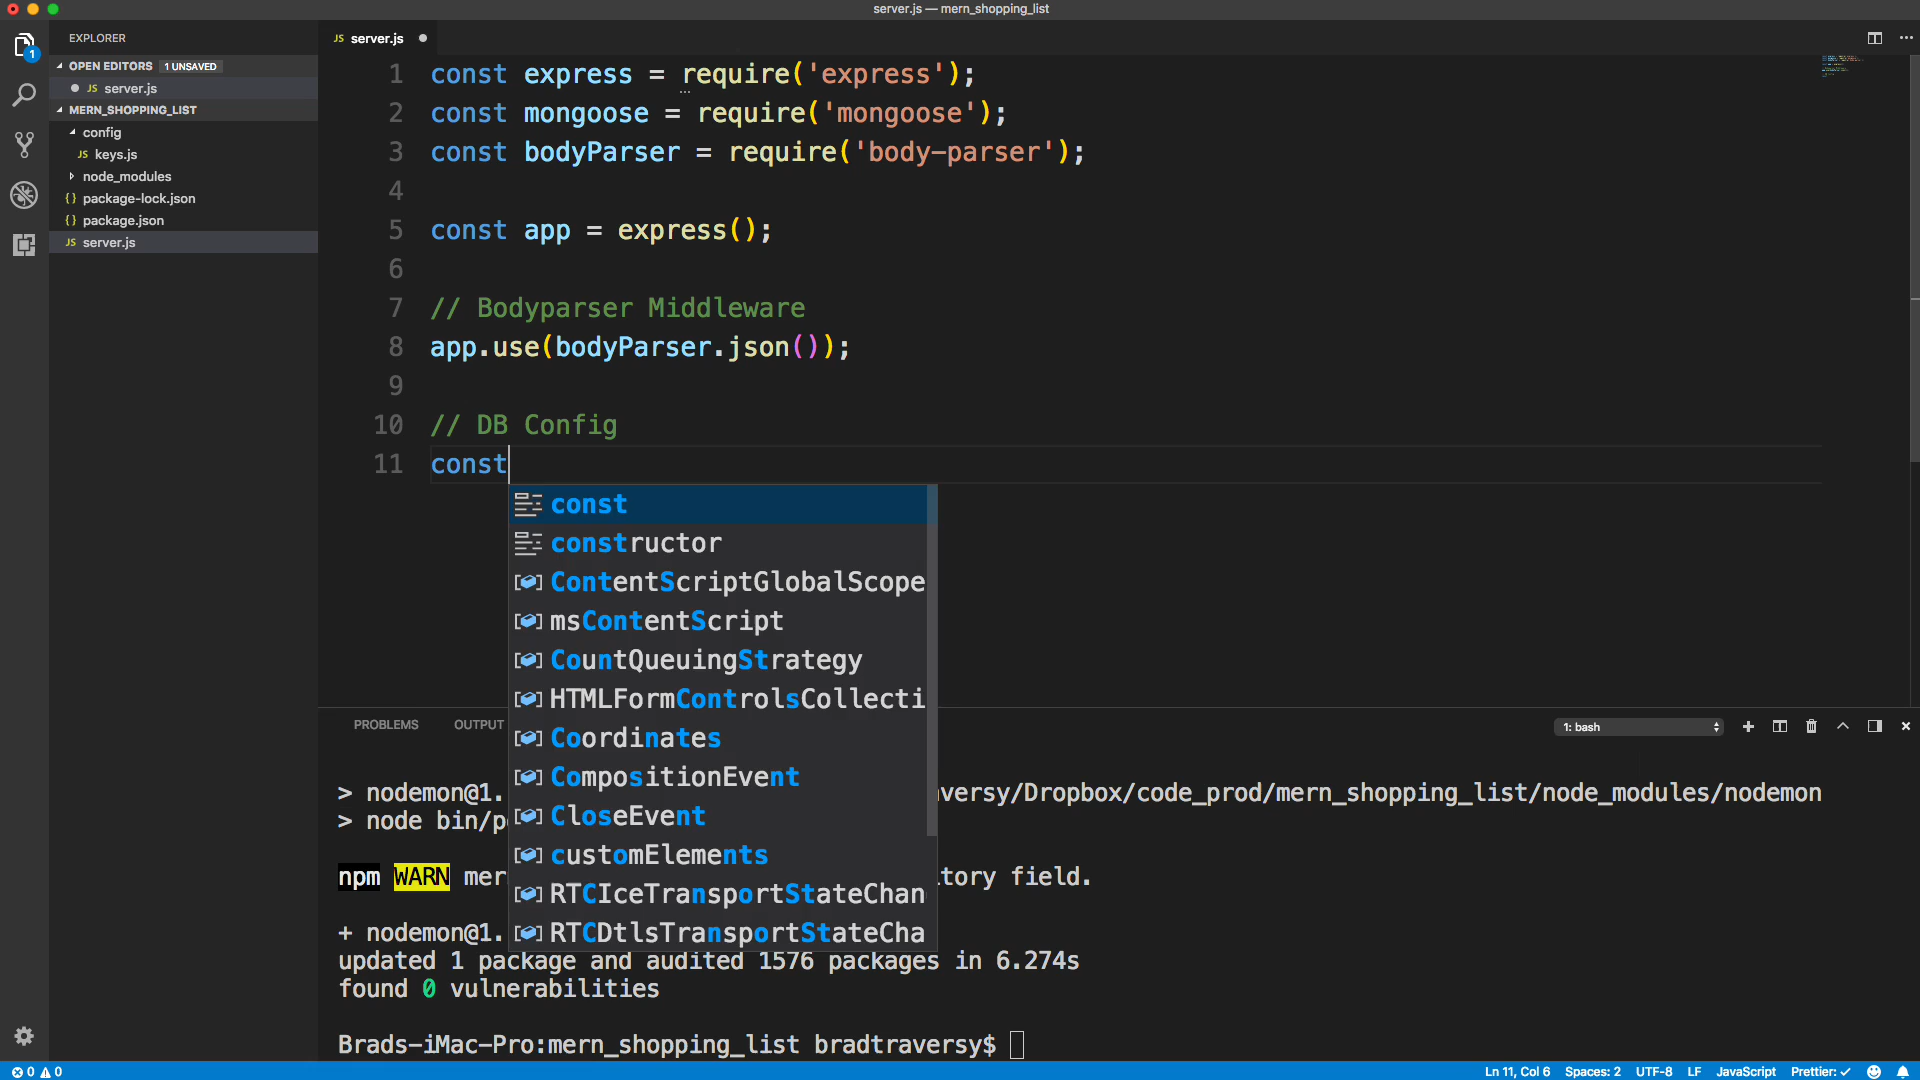 server.js — mern_shopping_list
EXPLORER
OPEN EDITORS 1 UNSAVED
JS server.js
MERN_SHOPPING_LIST
config
JS keys.js
node_modules
{} package-lock.json
{} package.json
JS server.js
1
JS server.js
1 const express = require('express');
2 const mongoose = require('mongoose');
3 const bodyParser = require('body-parser');
4
5 const app = express();
6
7 // Bodyparser Middleware
8 app.use(bodyParser.json());
9
10 // DB Config
11 const
const
constructor
ContentScriptGlobalScope
msContentScript
CountQueuingStrategy
HTMLFormControlsCollecti
Coordinates
CompositionEvent
CloseEvent
customElements
RTCIceTransportStateChan
RTCDtlsTransportStateCha
PROBLEMS OUTPUT
1: bash
> nodemon@1. versy/Dropbox/code_prod/mern_shopping_list/node_modules/nodemon
> node bin/p
npm WARN mer tory field.
+ nodemon@1.
updated 1 package and audited 1576 packages in 6.274s
found 0 vulnerabilities
Brads-iMac-Pro:mern_shopping_list bradtraversy$
0 0
Ln 11, Col 6 Spaces: 2 UTF-8 LF JavaScript Prettier: ✓